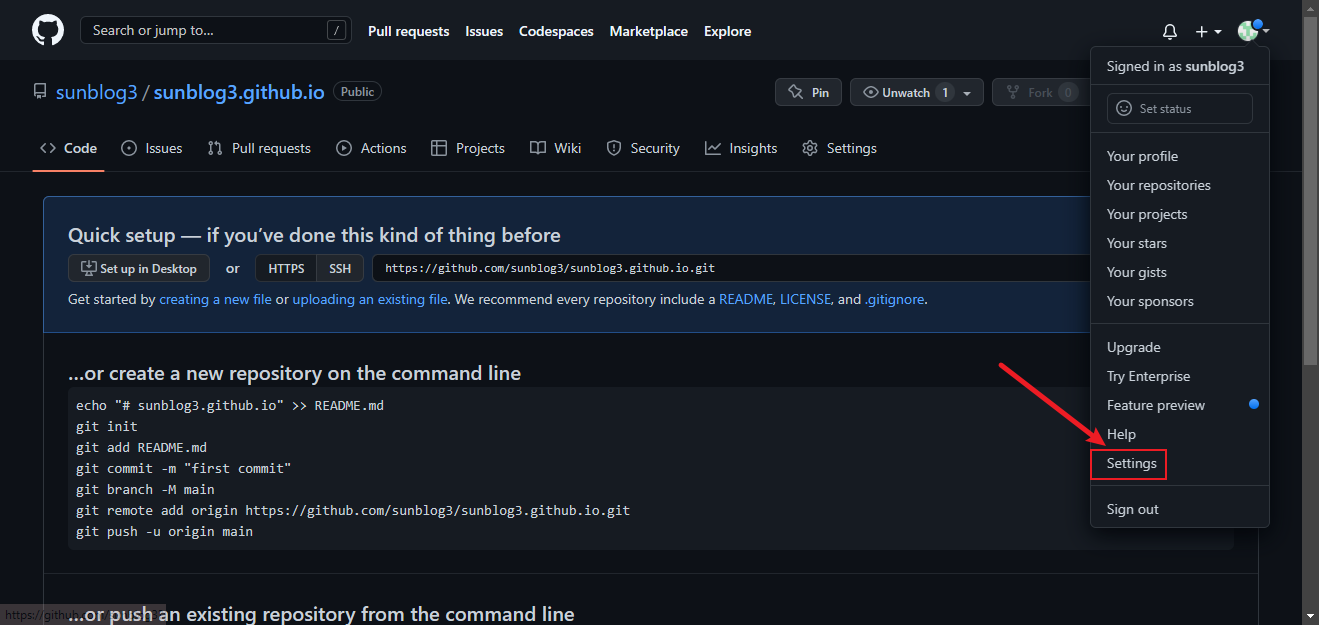 Search or jump to... / Pull requests Issues Codespaces Marketplace Explore
sunblog3 / sunblog3.github.io Public Pin Unwatch 1 Fork 0
Code Issues Pull requests Actions Projects Wiki Security Insights Settings
Signed in as sunblog3
Set status
Your profile
Your repositories
Your projects
Your stars
Your gists
Your sponsors
Upgrade
Try Enterprise
Feature preview
Help
Settings
Sign out
Quick setup — if you’ve done this kind of thing before
Set up in Desktop or HTTPS SSH https://github.com/sunblog3/sunblog3.github.io.git
Get started by creating a new file or uploading an existing file. We recommend every repository include a README, LICENSE, and .gitignore.
…or create a new repository on the command line
echo "# sunblog3.github.io" >> README.md
git init
git add README.md
git commit -m "first commit"
git branch -M main
git remote add origin https://github.com/sunblog3/sunblog3.github.io.git
git push -u origin main
…or push an existing repository from the command line